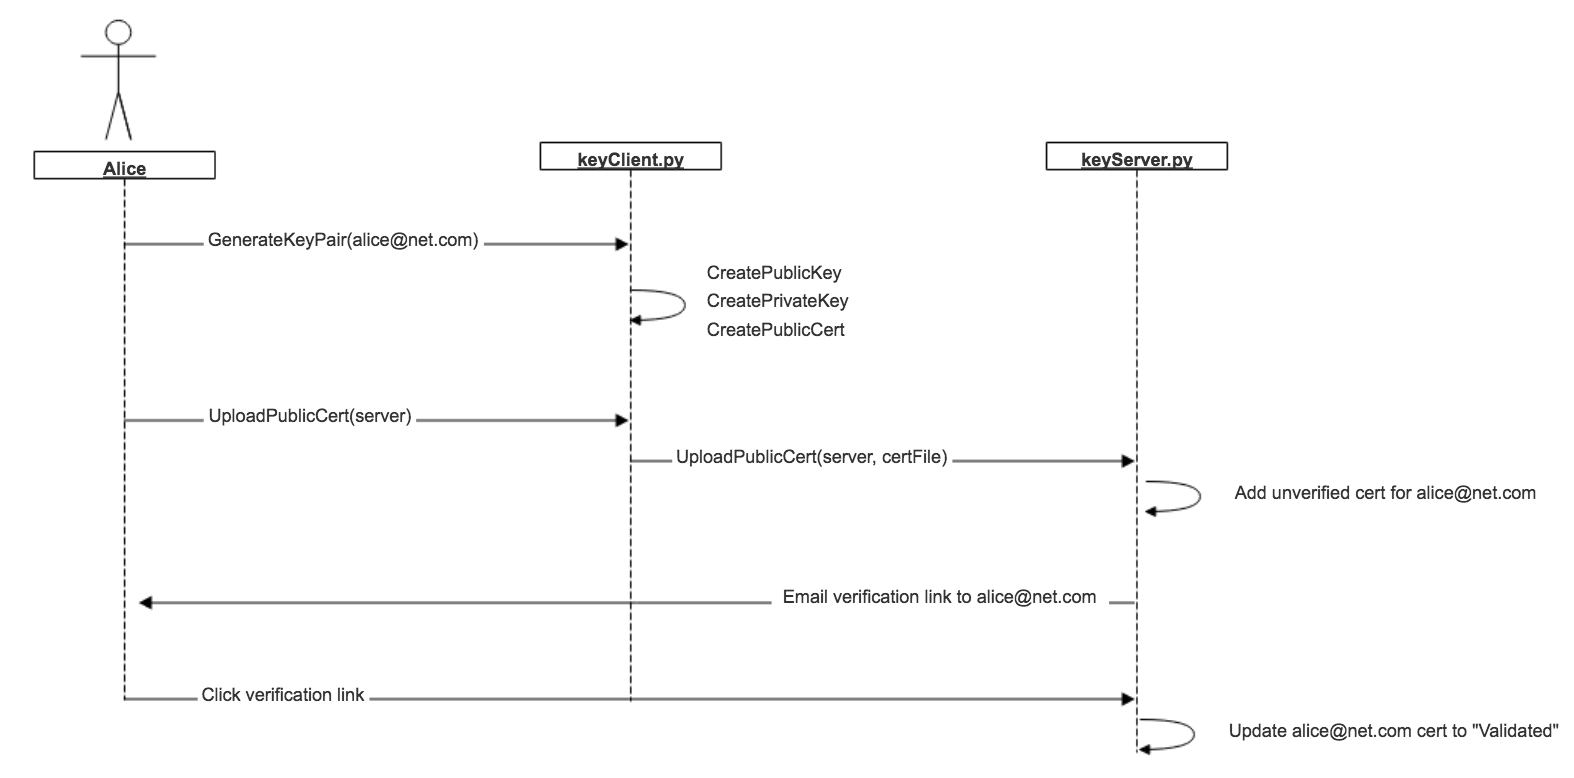 Alice
keyClient.py
keyServer.py
GenerateKeyPair(alice@net.com)
CreatePublicKey
CreatePrivateKey
CreatePublicCert
UploadPublicCert(server)
UploadPublicCert(server, certFile)
Add unverified cert for alice@net.com
Email verification link to alice@net.com
Click verification link
Update alice@net.com cert to "Validated"